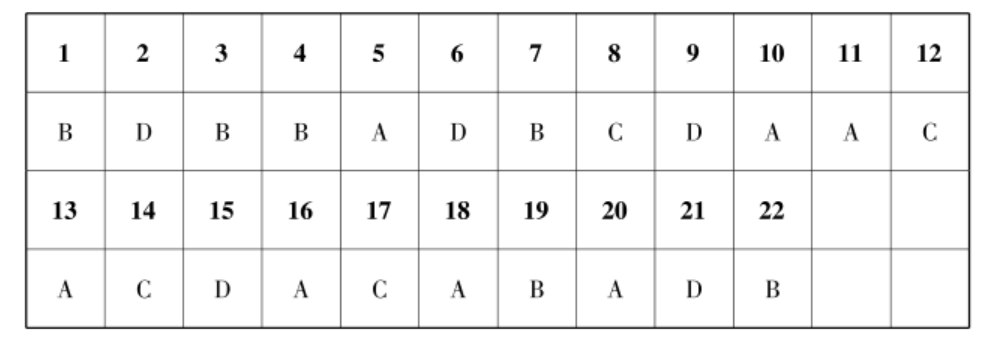 1 2 3 4 5 6 7 8 9 10 11 12
B D B B A D B C D A A C
13 14 15 16 17 18 19 20 21 22
A C D A C A B A D B